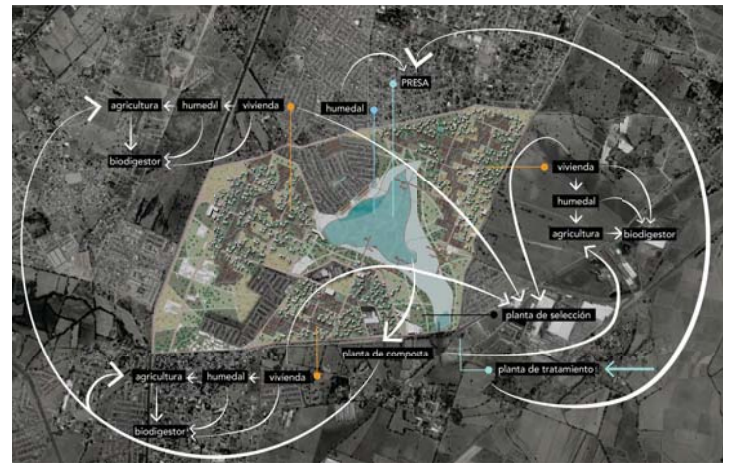 PRESA
agricultura
humedal
vivienda
humedal
biodigestor
vivienda
humedal
agricultura
biodigestor
planta de selección
planta de composta
planta de tratamiento
agricultura
humedal
vivienda
biodigestor